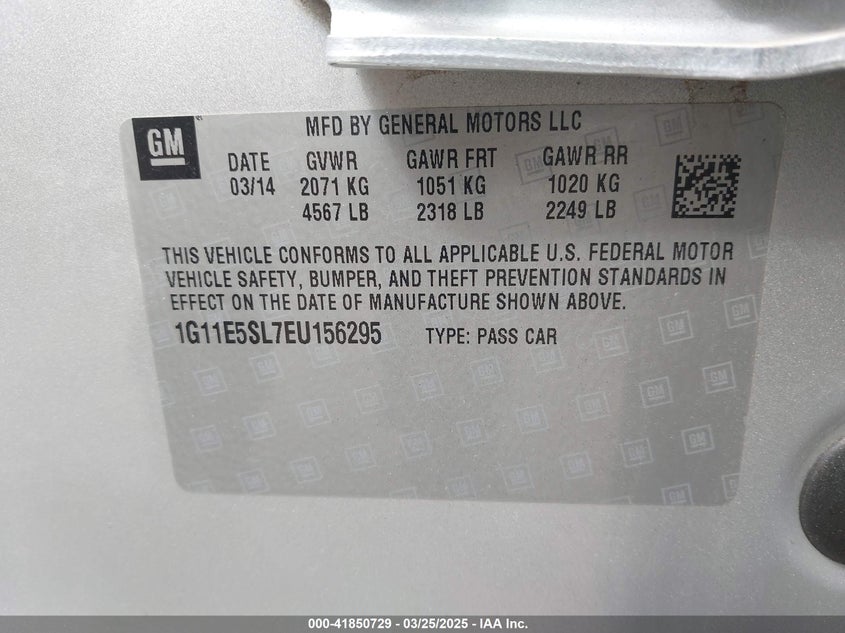 GM
MFD BY GENERAL MOTORS LLC
DATE GVWR GAWR FRT GAWR RR
03/14 2071 KG 1051 KG 1020 KG
4567 LB 2318 LB 2249 LB
THIS VEHICLE CONFORMS TO ALL APPLICABLE U.S. FEDERAL MOTOR
VEHICLE SAFETY, BUMPER, AND THEFT PREVENTION STANDARDS IN
EFFECT ON THE DATE OF MANUFACTURE SHOWN ABOVE.
1G11E5SL7EU156295 TYPE: PASS CAR
000-41850729 — 03/25/2025 — IAA Inc.